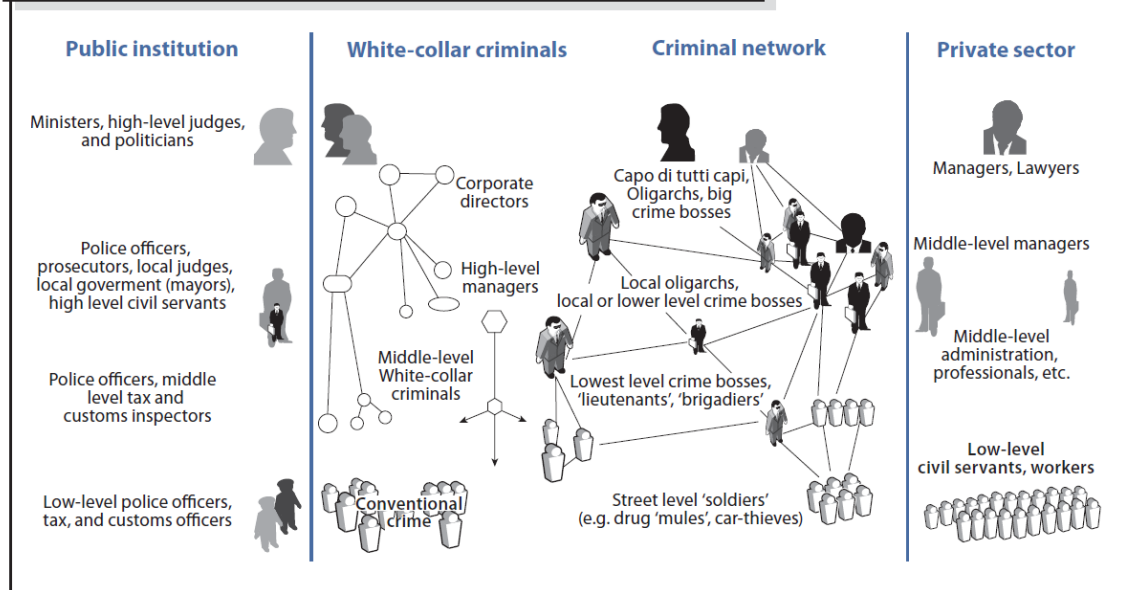 Public institution
White-collar criminals
Criminal network
Private sector
Ministers, high-level judges,
and politicians
Police officers,
prosecutors, local judges,
local goverment (mayors),
high level civil servants
Police officers, middle
level tax and
customs inspectors
Low-level police officers,
tax, and customs officers
Corporate
directors
High-level
managers
Middle-level
White-collar
criminals
Conventional
crime
Capo di tutti capi,
Oligarchs, big
crime bosses
Local oligarchs,
local or lower level crime bosses
Lowest level crime bosses,
'lieutenants', 'brigadiers'
Street level 'soldiers'
(e.g. drug 'mules', car-thieves)
Managers, Lawyers
Middle-level managers
Middle-level
administration,
professionals, etc.
Low-level
civil servants, workers